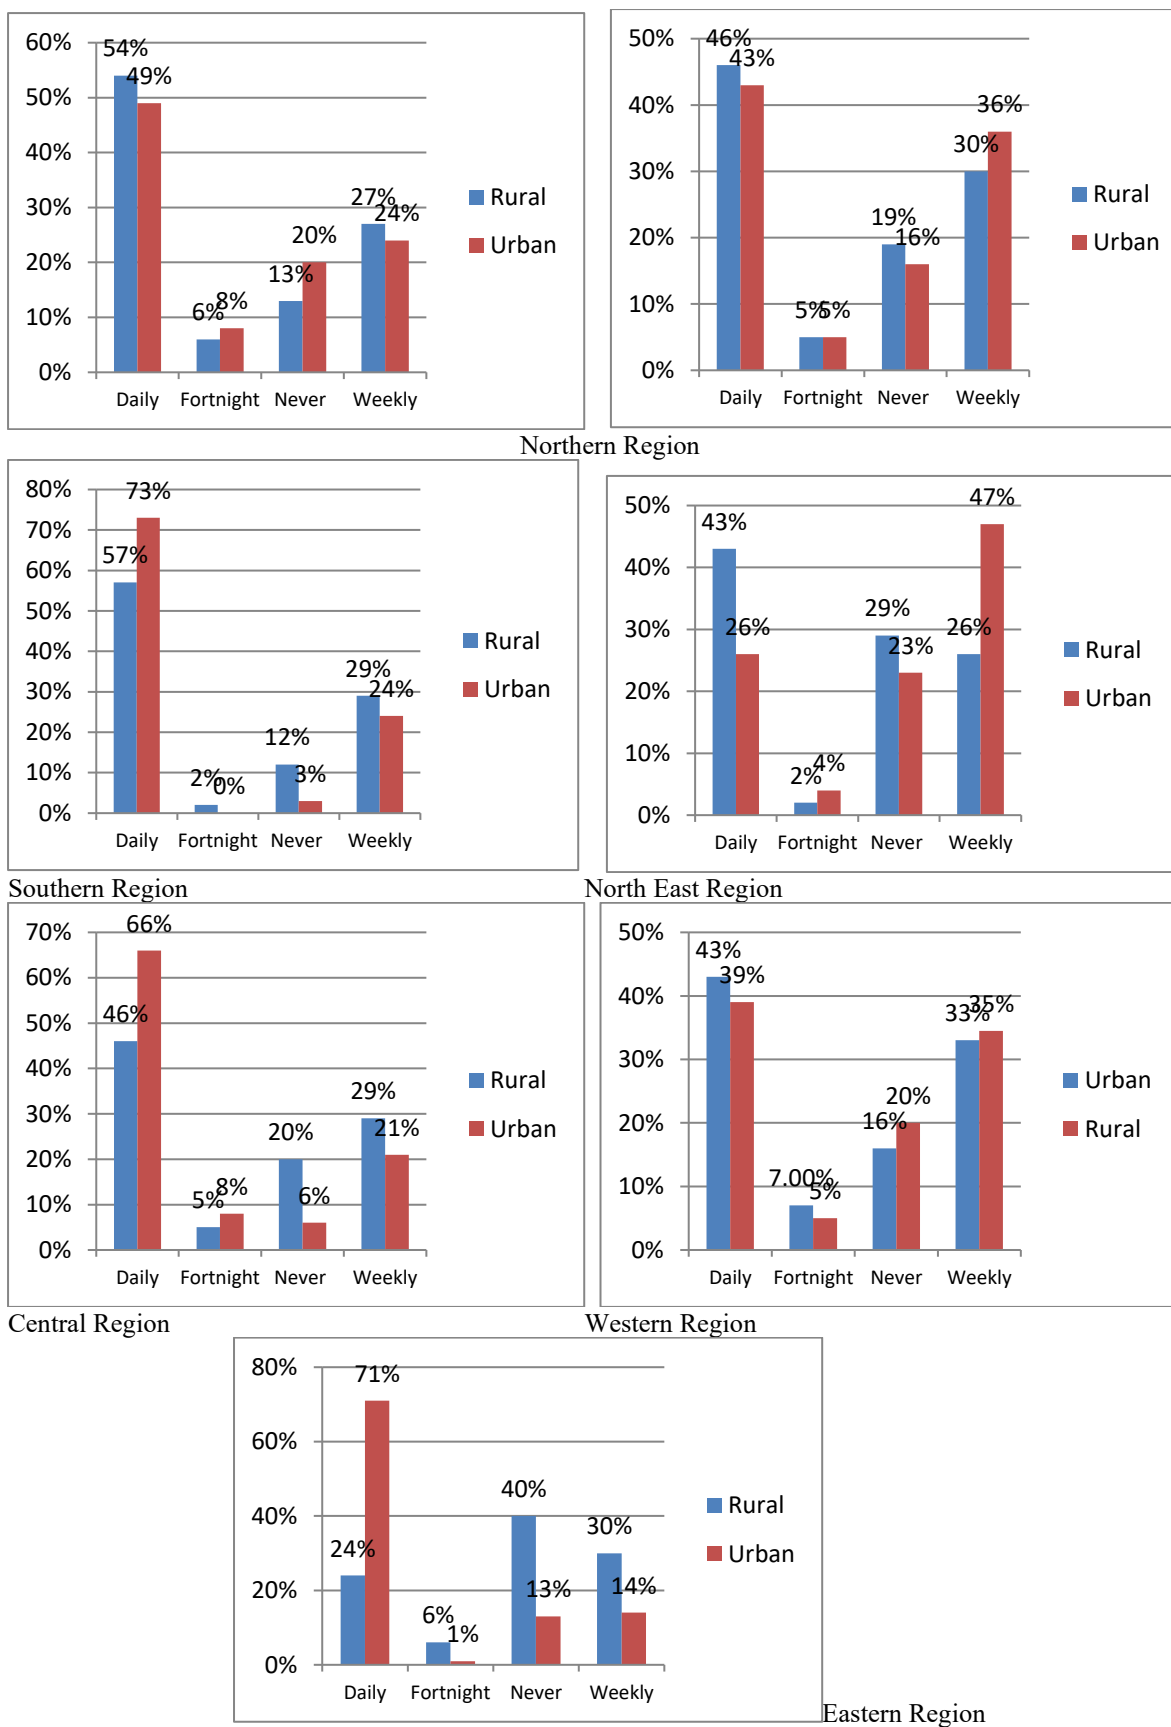 60%
50%
40%
30%
20%
10%
0%
54%
49%
6%
8%
13%
20%
27%
24%
Daily
Fortnight
Never
Weekly
Rural
Urban
50%
40%
30%
20%
10%
0%
46%
43%
5%
5%
19%
16%
30%
36%
Daily
Fortnight
Never
Weekly
Rural
Urban
Northern Region
80%
70%
60%
50%
40%
30%
20%
10%
0%
57%
73%
2%
0%
12%
3%
29%
24%
Daily
Fortnight
Never
Weekly
Rural
Urban
50%
40%
30%
20%
10%
0%
43%
26%
2%
4%
29%
23%
26%
47%
Daily
Fortnight
Never
Weekly
Rural
Urban
Southern Region
North East Region
70%
60%
50%
40%
30%
20%
10%
0%
46%
66%
5%
8%
20%
6%
29%
21%
Daily
Fortnight
Never
Weekly
Rural
Urban
50%
40%
30%
20%
10%
0%
43%
39%
7.00%
5%
16%
20%
33%
35%
Daily
Fortnight
Never
Weekly
Urban
Rural
Central Region
Western Region
80%
60%
40%
20%
0%
24%
71%
6%
1%
40%
13%
30%
14%
Daily
Fortnight
Never
Weekly
Rural
Urban
Eastern Region